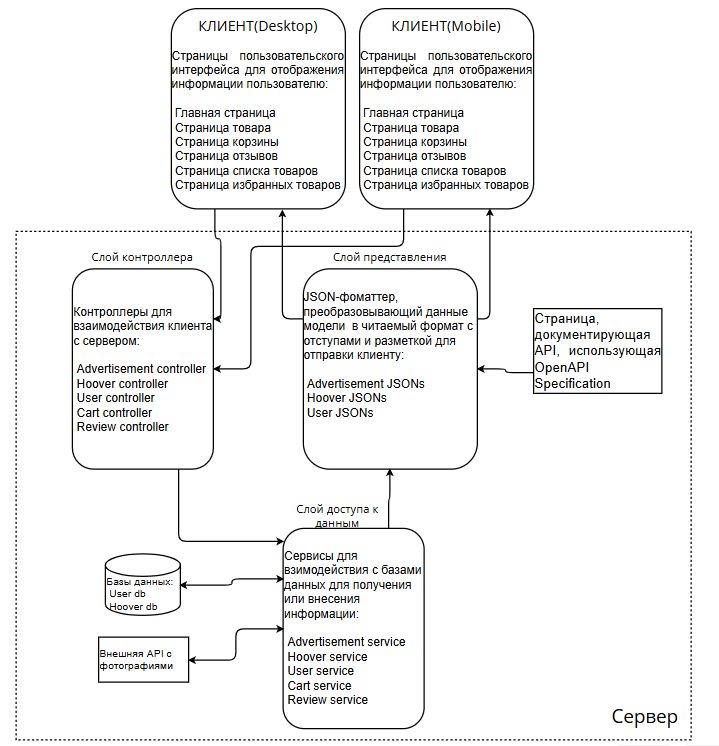 КЛИЕНТ(Desktop)
Страницы пользовательского
интерфейса для отображения
информации пользователю:
Главная страница
Страница товара
Страница корзины
Страница отзывов
Страница списка товаров
Страница избранных товаров
КЛИЕНТ(Mobile)
Страницы пользовательского
интерфейса для отображения
информации пользователю:
Главная страница
Страница товара
Страница корзины
Страница отзывов
Страница списка товаров
Страница избранных товаров
Слой контроллера
Контроллеры для
взаимодействия клиента
с сервером:
Advertisement controller
Hoover controller
User controller
Cart controller
Review controller
Слой представления
JSON-фоматтер,
преобразовывающий данные
модели в читаемый формат с
отступами и разметкой для
отправки клиенту:
Advertisement JSONs
Hoover JSONs
User JSONs
Страница,
документирующая
API, использующая
OpenAPI
Specification
Слой доступа к
данным
Сервисы для
взимодействия с базами
данных для получения
или внесения
информации:
Advertisement service
Hoover service
User service
Cart service
Review service
Базы данных:
User db
Hoover db
Внешняя API с
фотографиями
Сервер